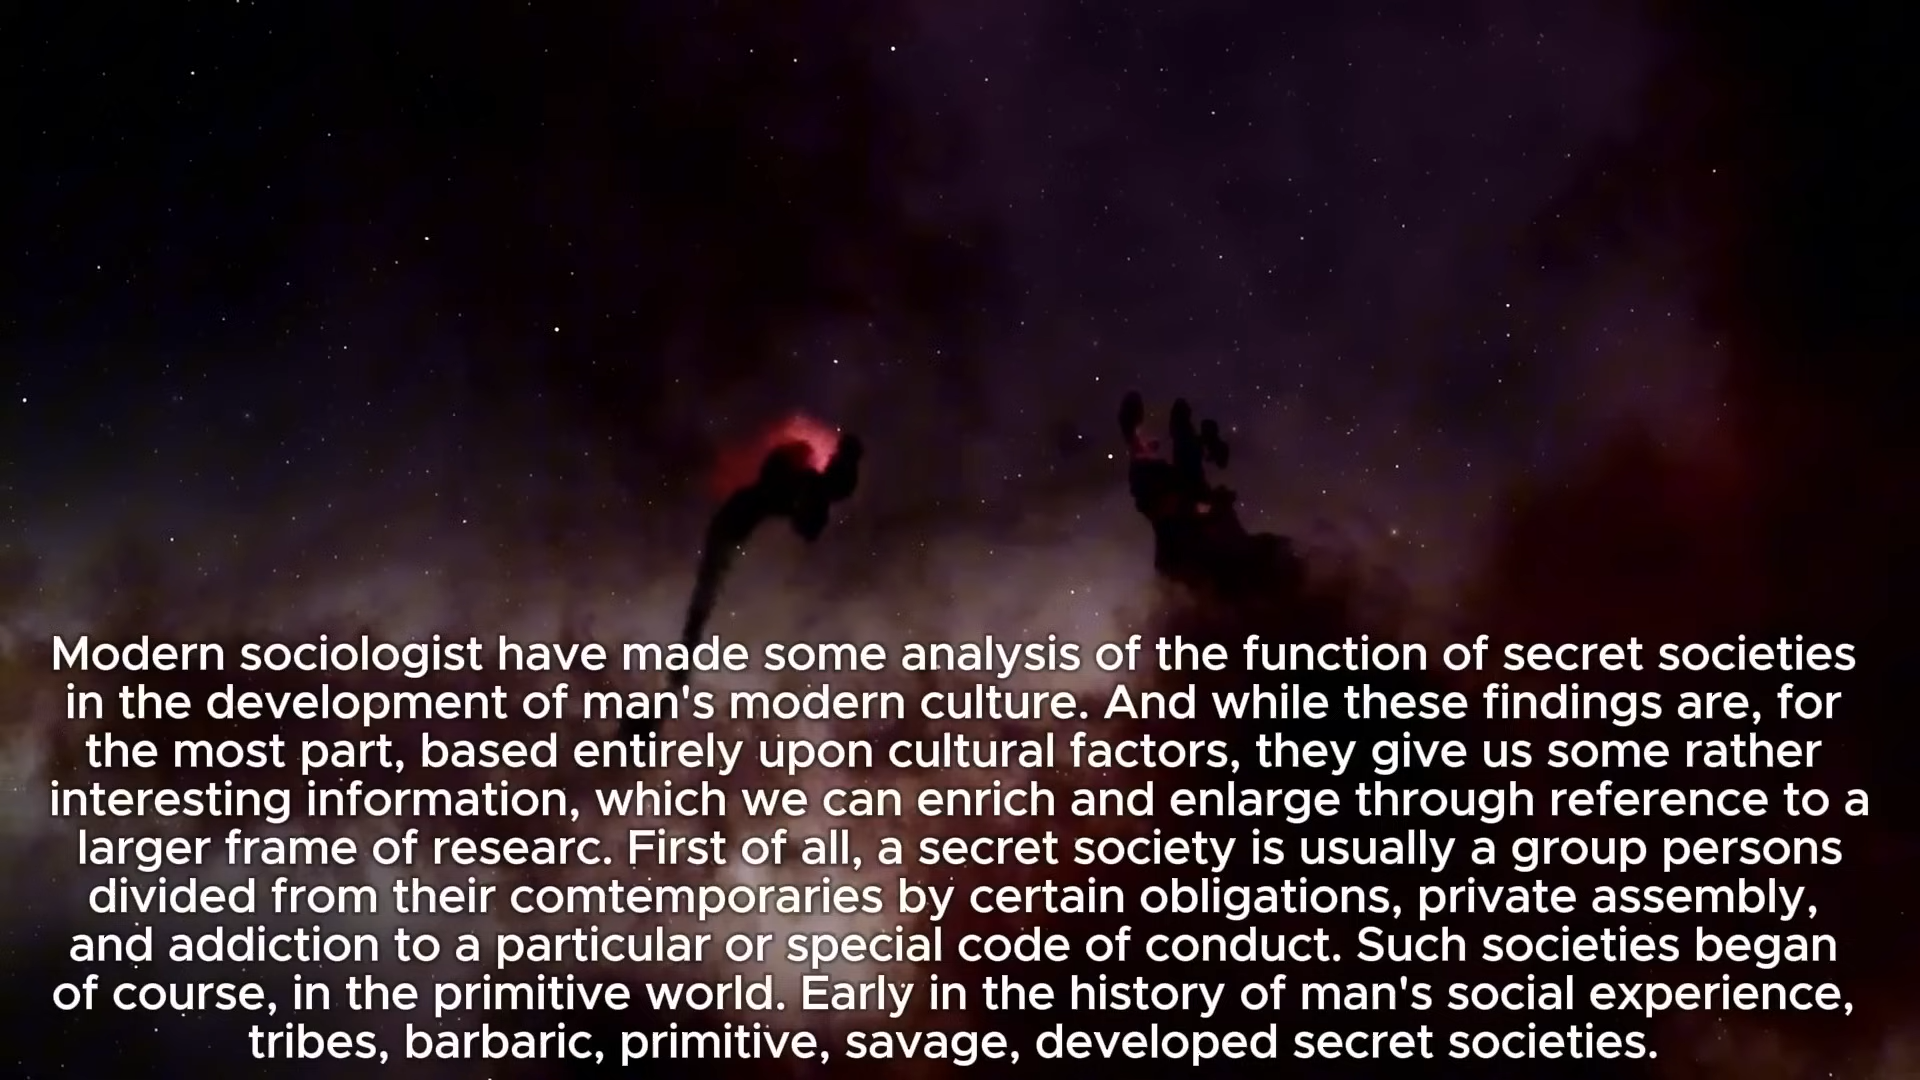 Modern sociologist have made some analysis of the function of secret societies
in the development of man's modern culture. And while these findings are, for
the most part, based entirely upon cultural factors, they give us some rather
interesting information, which we can enrich and enlarge through reference to a
larger frame of researc. First of all, a secret society is usually a group persons
divided from their comtemporaries by certain obligations, private assembly,
and addiction to a particular or special code of conduct. Such societies began
of course, in the primitive world. Early in the history of man's social experience,
tribes, barbaric, primitive, savage, developed secret societies.